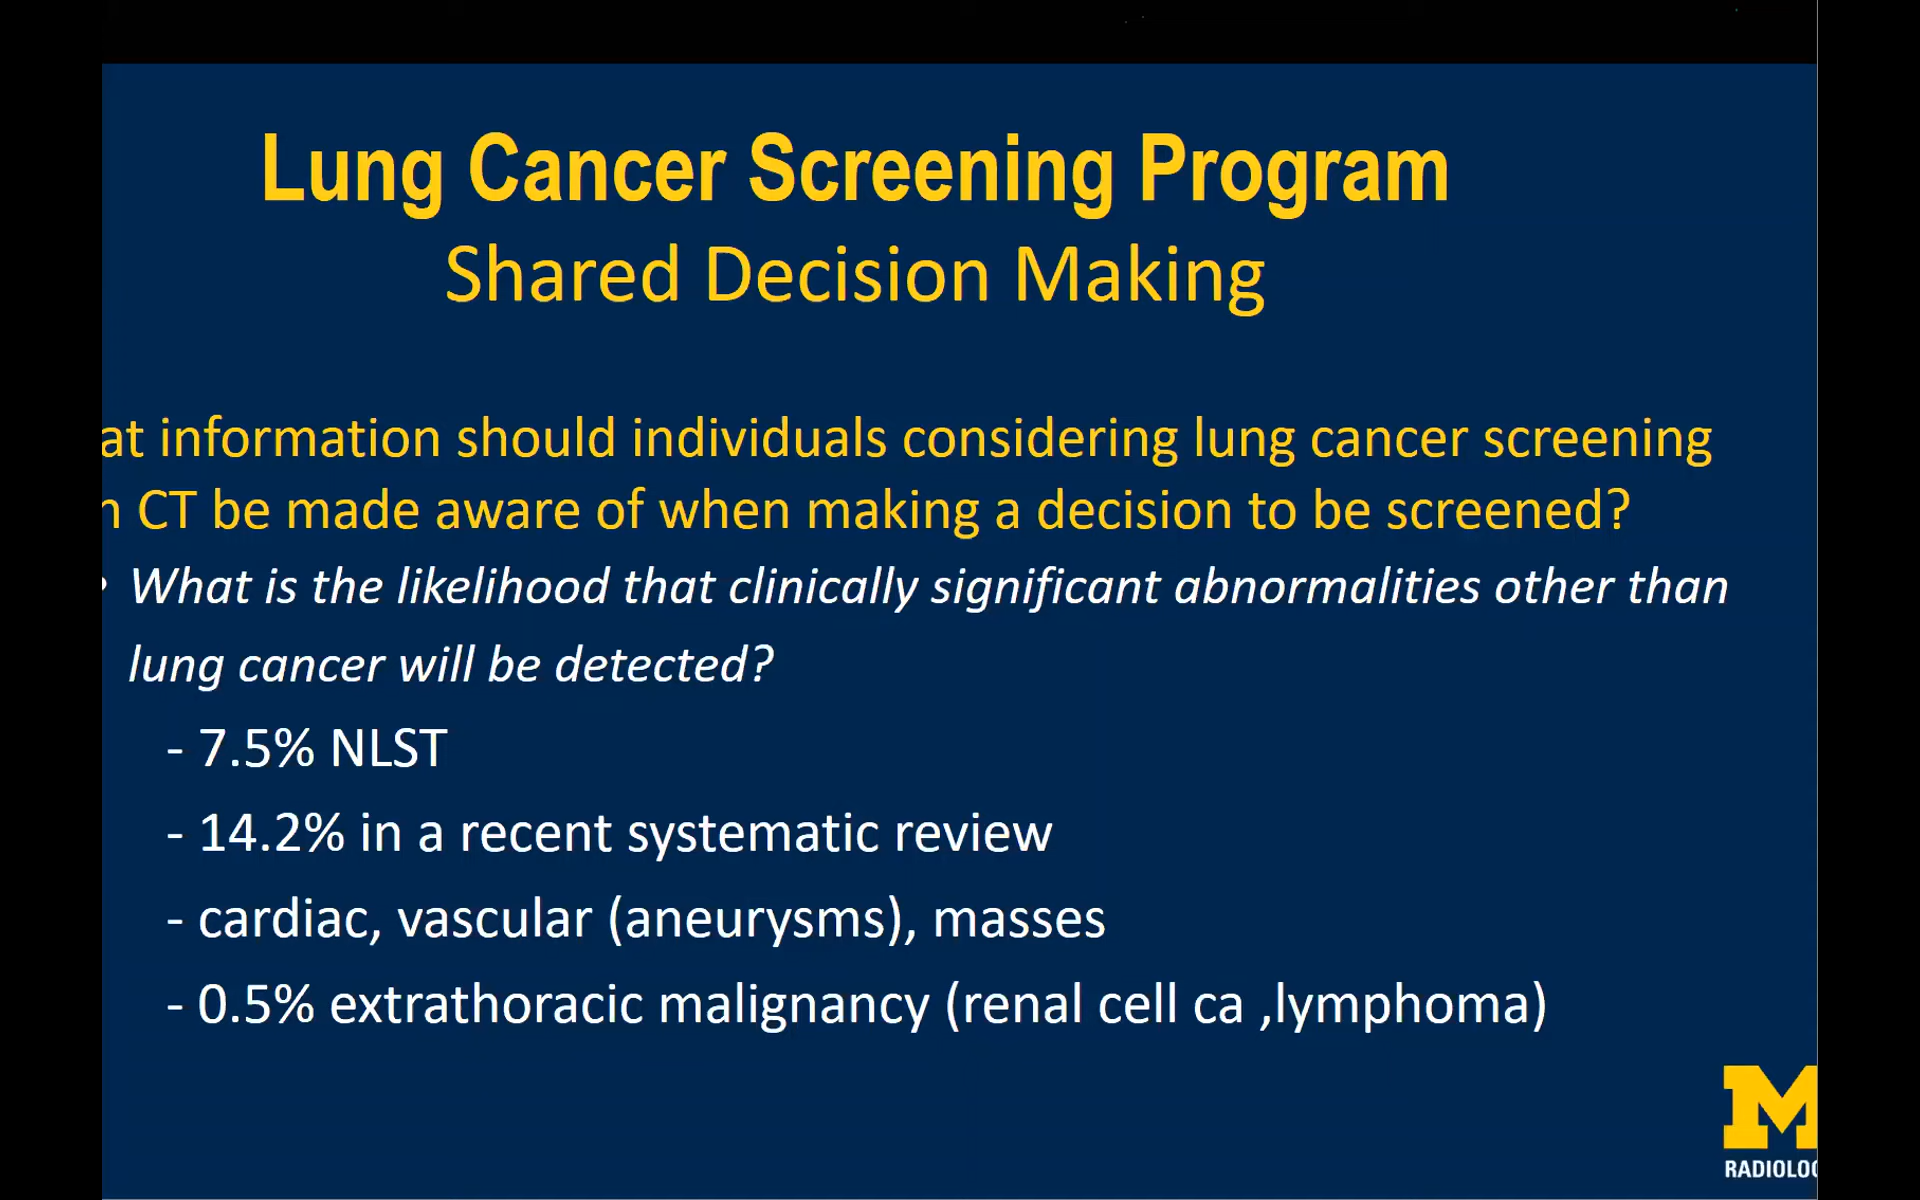 Lung Cancer Screening Program
Shared Decision Making
at information should individuals considering lung cancer screening
CT be made aware of when making a decision to be screened?
• What is the likelihood that clinically significant abnormalities other than
lung cancer will be detected?
- 7.5% NLST
- 14.2% in a recent systematic review
- cardiac, vascular (aneurysms), masses
- 0.5% extrathoracic malignancy (renal cell ca ,lymphoma)
M
RADIOLO